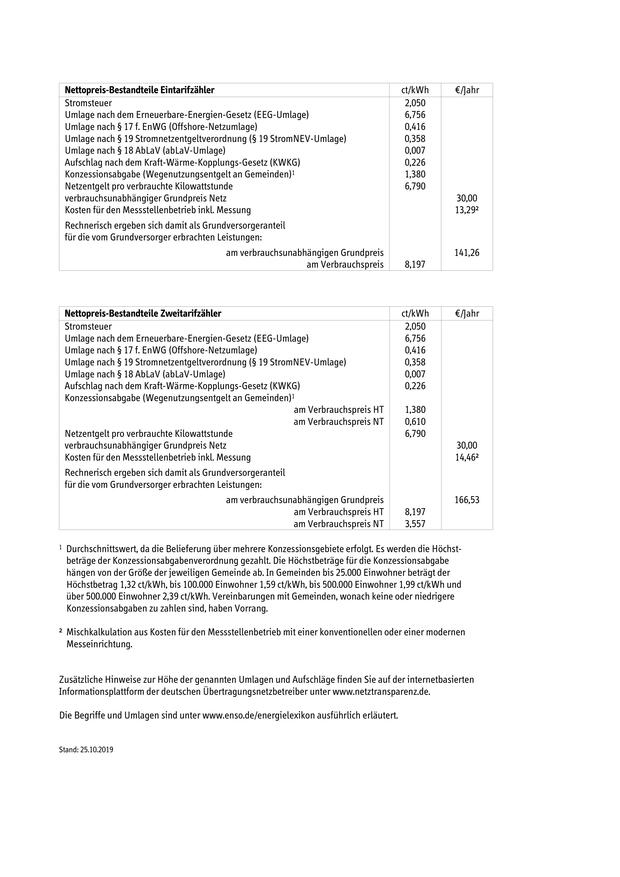 Nettopreis-Bestandteile Eintarifzähler ct/kWh €/Jahr
Stromsteuer 2,050
Umlage nach dem Erneuerbare-Energien-Gesetz (EEG-Umlage) 6,756
Umlage nach § 17 f. EnWG (Offshore-Netzumlage) 0,416
Umlage nach § 19 Stromnetzentgeltverordnung (§ 19 StromNEV-Umlage) 0,358
Umlage nach § 18 AbLaV (abLaV-Umlage) 0,007
Aufschlag nach dem Kraft-Wärme-Kopplungs-Gesetz (KWKG) 0,226
Konzessionsabgabe (Wegenutzungsentgelt an Gemeinden)¹ 1,380
Netzentgelt pro verbrauchte Kilowattstunde 6,790
verbrauchsunabhängiger Grundpreis Netz 30,00
Kosten für den Messstellenbetrieb inkl. Messung 13,29²
Rechnerisch ergeben sich damit als Grundversorgeranteil
für die vom Grundversorger erbrachten Leistungen:
am verbrauchsunabhängigen Grundpreis 141,26
am Verbrauchspreis 8,197
Nettopreis-Bestandteile Zweitarifzähler ct/kWh €/Jahr
Stromsteuer 2,050
Umlage nach dem Erneuerbare-Energien-Gesetz (EEG-Umlage) 6,756
Umlage nach § 17 f. EnWG (Offshore-Netzumlage) 0,416
Umlage nach § 19 Stromnetzentgeltverordnung (§ 19 StromNEV-Umlage) 0,358
Umlage nach § 18 AbLaV (abLaV-Umlage) 0,007
Aufschlag nach dem Kraft-Wärme-Kopplungs-Gesetz (KWKG) 0,226
Konzessionsabgabe (Wegenutzungsentgelt an Gemeinden)¹
am Verbrauchspreis HT 1,380
am Verbrauchspreis NT 0,610
Netzentgelt pro verbrauchte Kilowattstunde 6,790
verbrauchsunabhängiger Grundpreis Netz 30,00
Kosten für den Messstellenbetrieb inkl. Messung 14,46²
Rechnerisch ergeben sich damit als Grundversorgeranteil
für die vom Grundversorger erbrachten Leistungen:
am verbrauchsunabhängigen Grundpreis 166,53
am Verbrauchspreis HT 8,197
am Verbrauchspreis NT 3,557
¹ Durchschnittswert, da die Belieferung über mehrere Konzessionsgebiete erfolgt. Es werden die Höchst-
beträge der Konzessionsabgabenverordnung gezahlt. Die Höchstbeträge für die Konzessionsabgabe
hängen von der Größe der jeweiligen Gemeinde ab. In Gemeinden bis 25.000 Einwohner beträgt der
Höchstbetrag 1,32 ct/kWh, bis 100.000 Einwohner 1,59 ct/kWh, bis 500.000 Einwohner 1,99 ct/kWh und
über 500.000 Einwohner 2,39 ct/kWh. Vereinbarungen mit Gemeinden, wonach keine oder niedrigere
Konzessionsabgaben zu zahlen sind, haben Vorrang.
² Mischkalkulation aus Kosten für den Messstellenbetrieb mit einer konventionellen oder einer modernen
Messeinrichtung.
Zusätzliche Hinweise zur Höhe der genannten Umlagen und Aufschläge finden Sie auf der internetbasierten
Informationsplattform der deutschen Übertragungsnetzbetreiber unter www.netztransparenz.de.
Die Begriffe und Umlagen sind unter www.enso.de/energielexikon ausführlich erläutert.
Stand: 25.10.2019